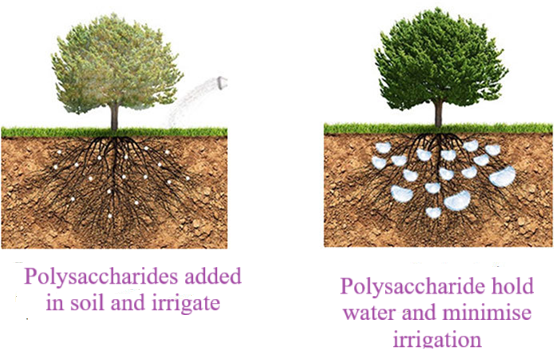 Polysaccharides added
in soil and irrigate
Polysaccharide hold
water and minimise
irrigation